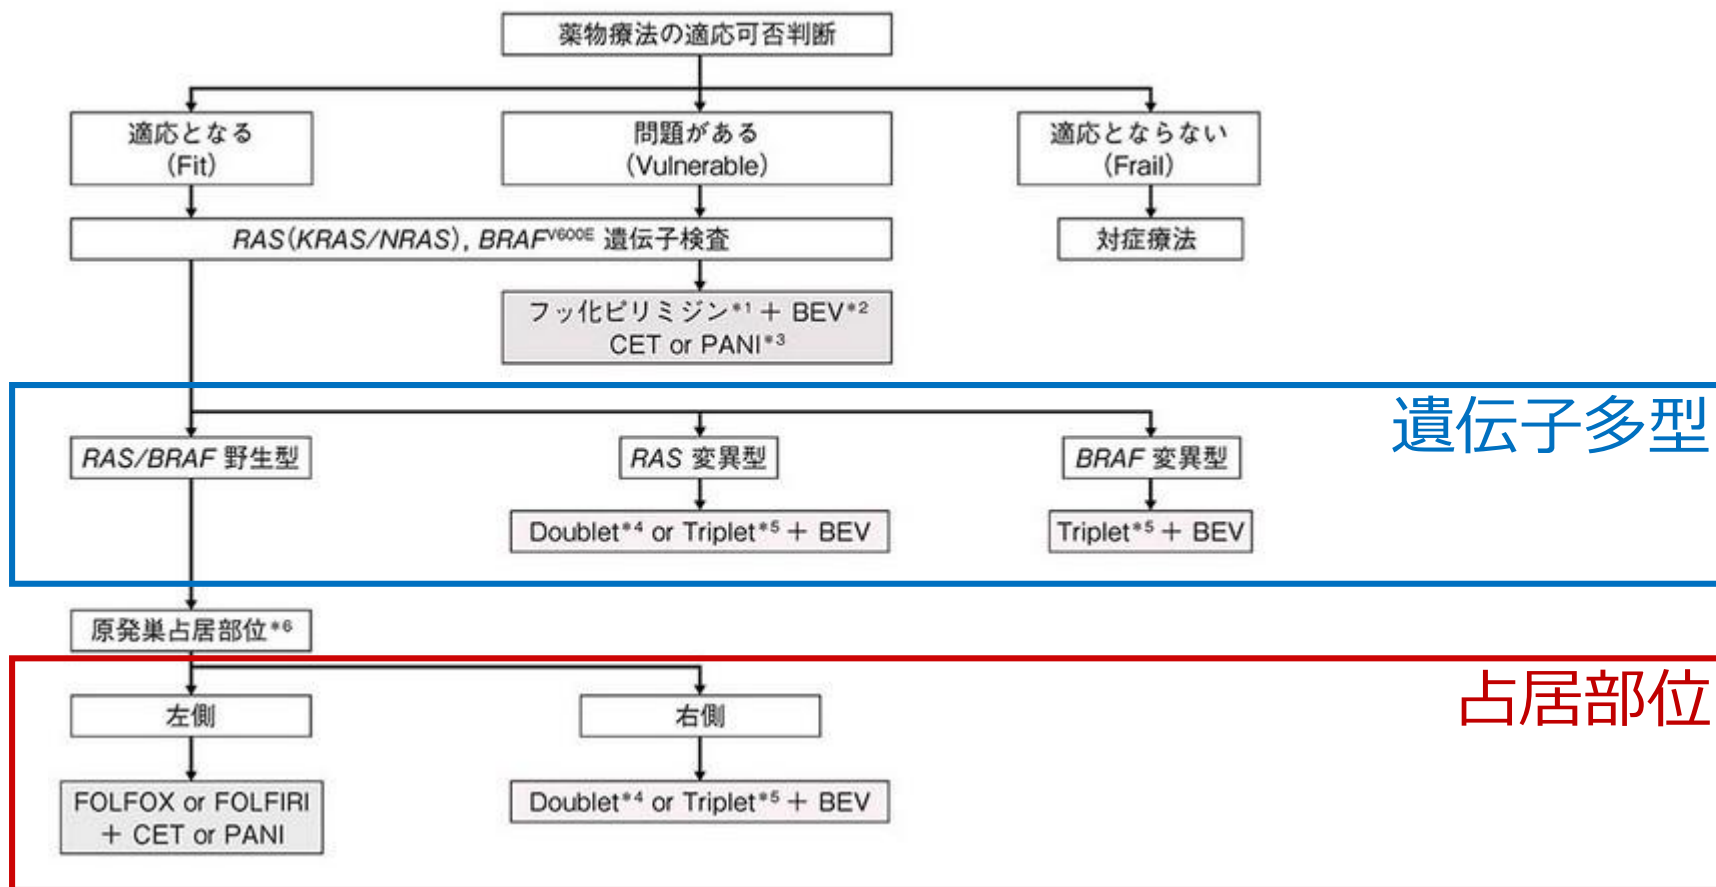 薬物療法の適応可否判断
適応となる
(Fit)
問題がある
(Vulnerable)
適応とならない
(Frail)
RAS(KRAS/NRAS), BRAFV600E 遺伝子検査
対症療法
フッ化ピリミジン*1 + BEV*2
CET or PANI*3
遺伝子多型
RAS/BRAF 野生型
RAS 変異型
BRAF 変異型
Doublet*4 or Triplet*5 + BEV
Triplet*5 + BEV
原発巣占居部位*6
占居部位
左側
右側
FOLFOX or FOLFIRI
+ CET or PANI
Doublet*4 or Triplet*5 + BEV